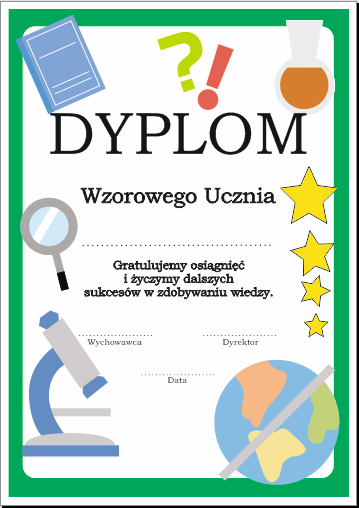 ?!
DYPLOM
Wzorowego Ucznia
Gratulujemy osiągnięć
i życzymy dalszych
sukcesów w zdobywaniu wiedzy.
Wychowawca Dyrektor
Data